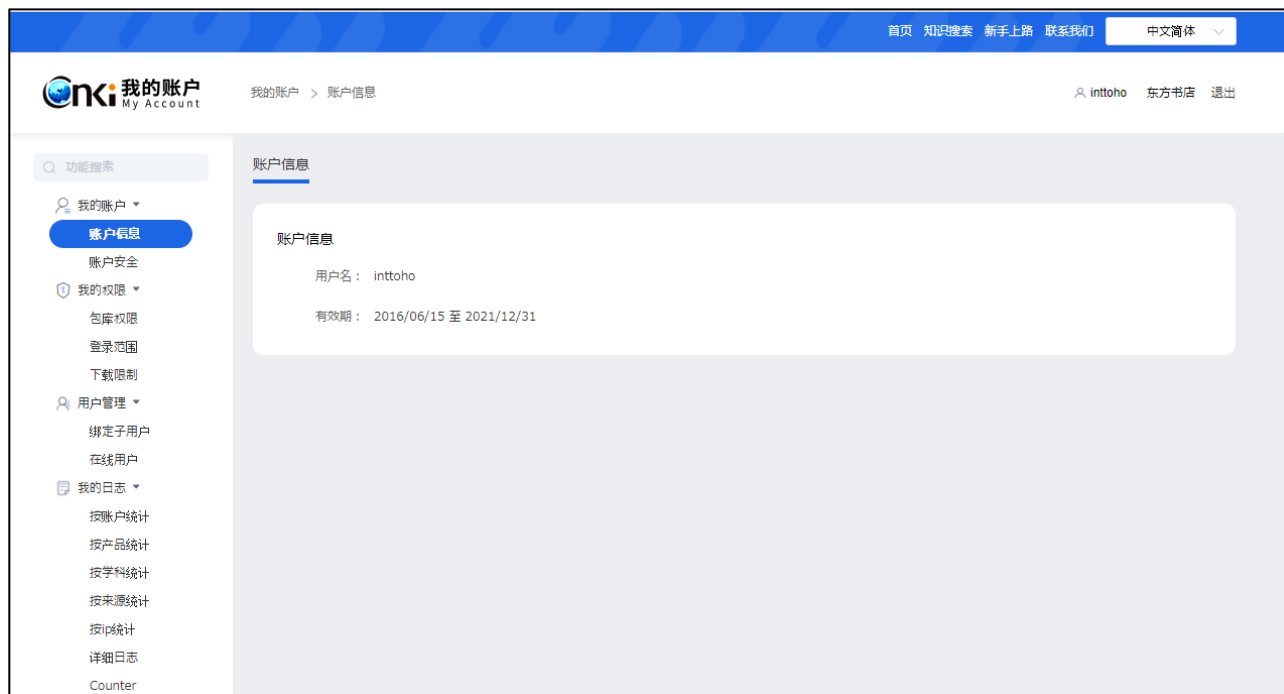 首页 知识搜索 新手上路 联系我们 中文简体
cnki 我的账户
My Account
我的账户 > 账户信息
inttoho 东方书店 退出
功能搜索
账户信息
我的账户
账户信息
账户安全
我的权限
包库权限
登录范围
下载限制
用户管理
绑定子用户
在线用户
我的日志
按账户统计
按产品统计
按学科统计
按来源统计
按ip统计
详细日志
Counter
账户信息
用户名： inttoho
有效期： 2016/06/15 至 2021/12/31